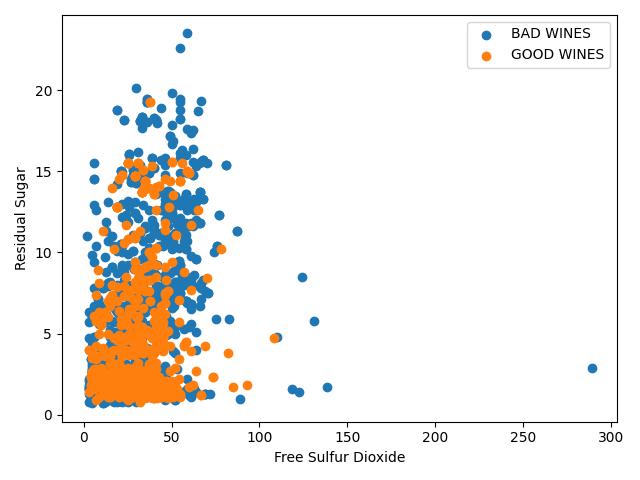 BAD WINES
GOOD WINES
20
15
10
5
0
Residual Sugar
0 50 100 150 200 250 300
Free Sulfur Dioxide